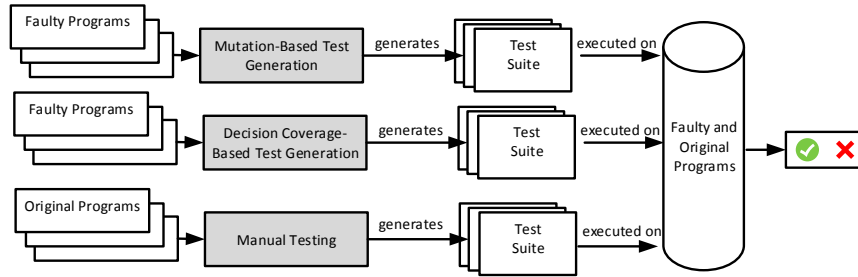 Faulty Programs
Mutation-Based Test
Generation
generates
Test
Suite
executed on
Faulty Programs
Decision Coverage-
Based Test Generation
generates
Test
Suite
executed on
Original Programs
Manual Testing
generates
Test
Suite
executed on
Faulty and
Original
Programs